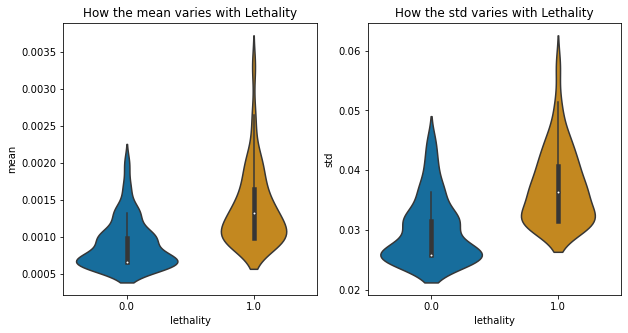 How the mean varies with Lethality
mean
0.0035
0.0030
0.0025
0.0020
0.0015
0.0010
0.0005
0.0
1.0
lethality
How the std varies with Lethality
std
0.06
0.05
0.04
0.03
0.02
0.0
1.0
lethality